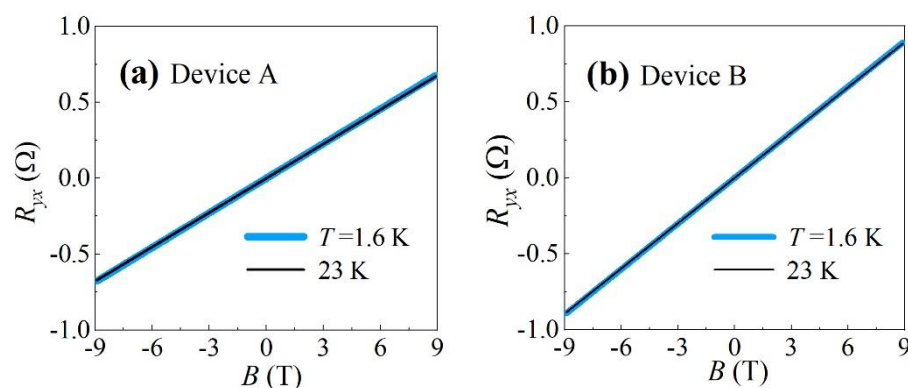 (a) Device A
1.0
0.5
0.0
-0.5
-1.0
Ryx (Ω)
T =1.6 K
23 K
-9 -6 -3 0 3 6 9
B (T)
(b) Device B
1.0
0.5
0.0
-0.5
-1.0
Ryx (Ω)
T =1.6 K
23 K
-9 -6 -3 0 3 6 9
B (T)